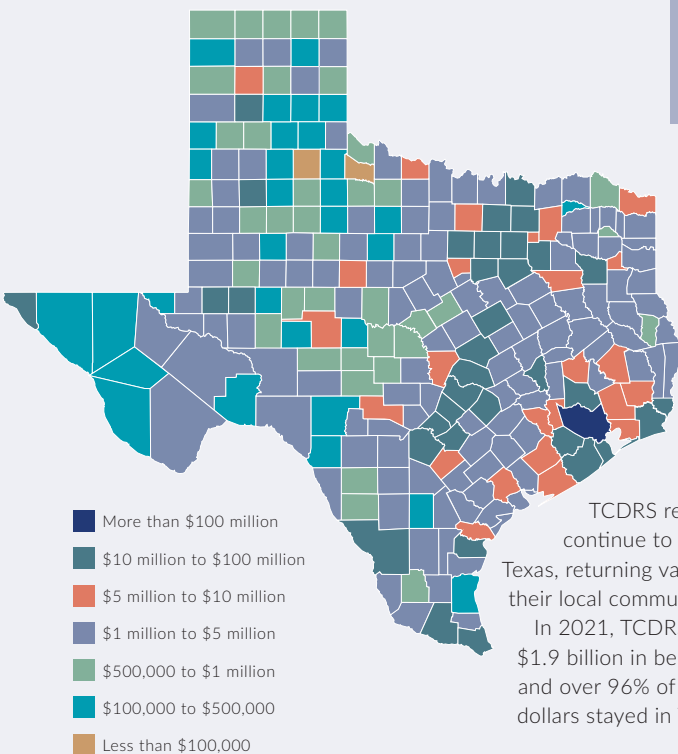 More than $100 million
$10 million to $100 million
$5 million to $10 million
$1 million to $5 million
$500,000 to $1 million
$100,000 to $500,000
Less than $100,000
TCDRS re
continue to
Texas, returning va
their local commu
In 2021, TCDR
$1.9 billion in be
and over 96% of
dollars stayed in